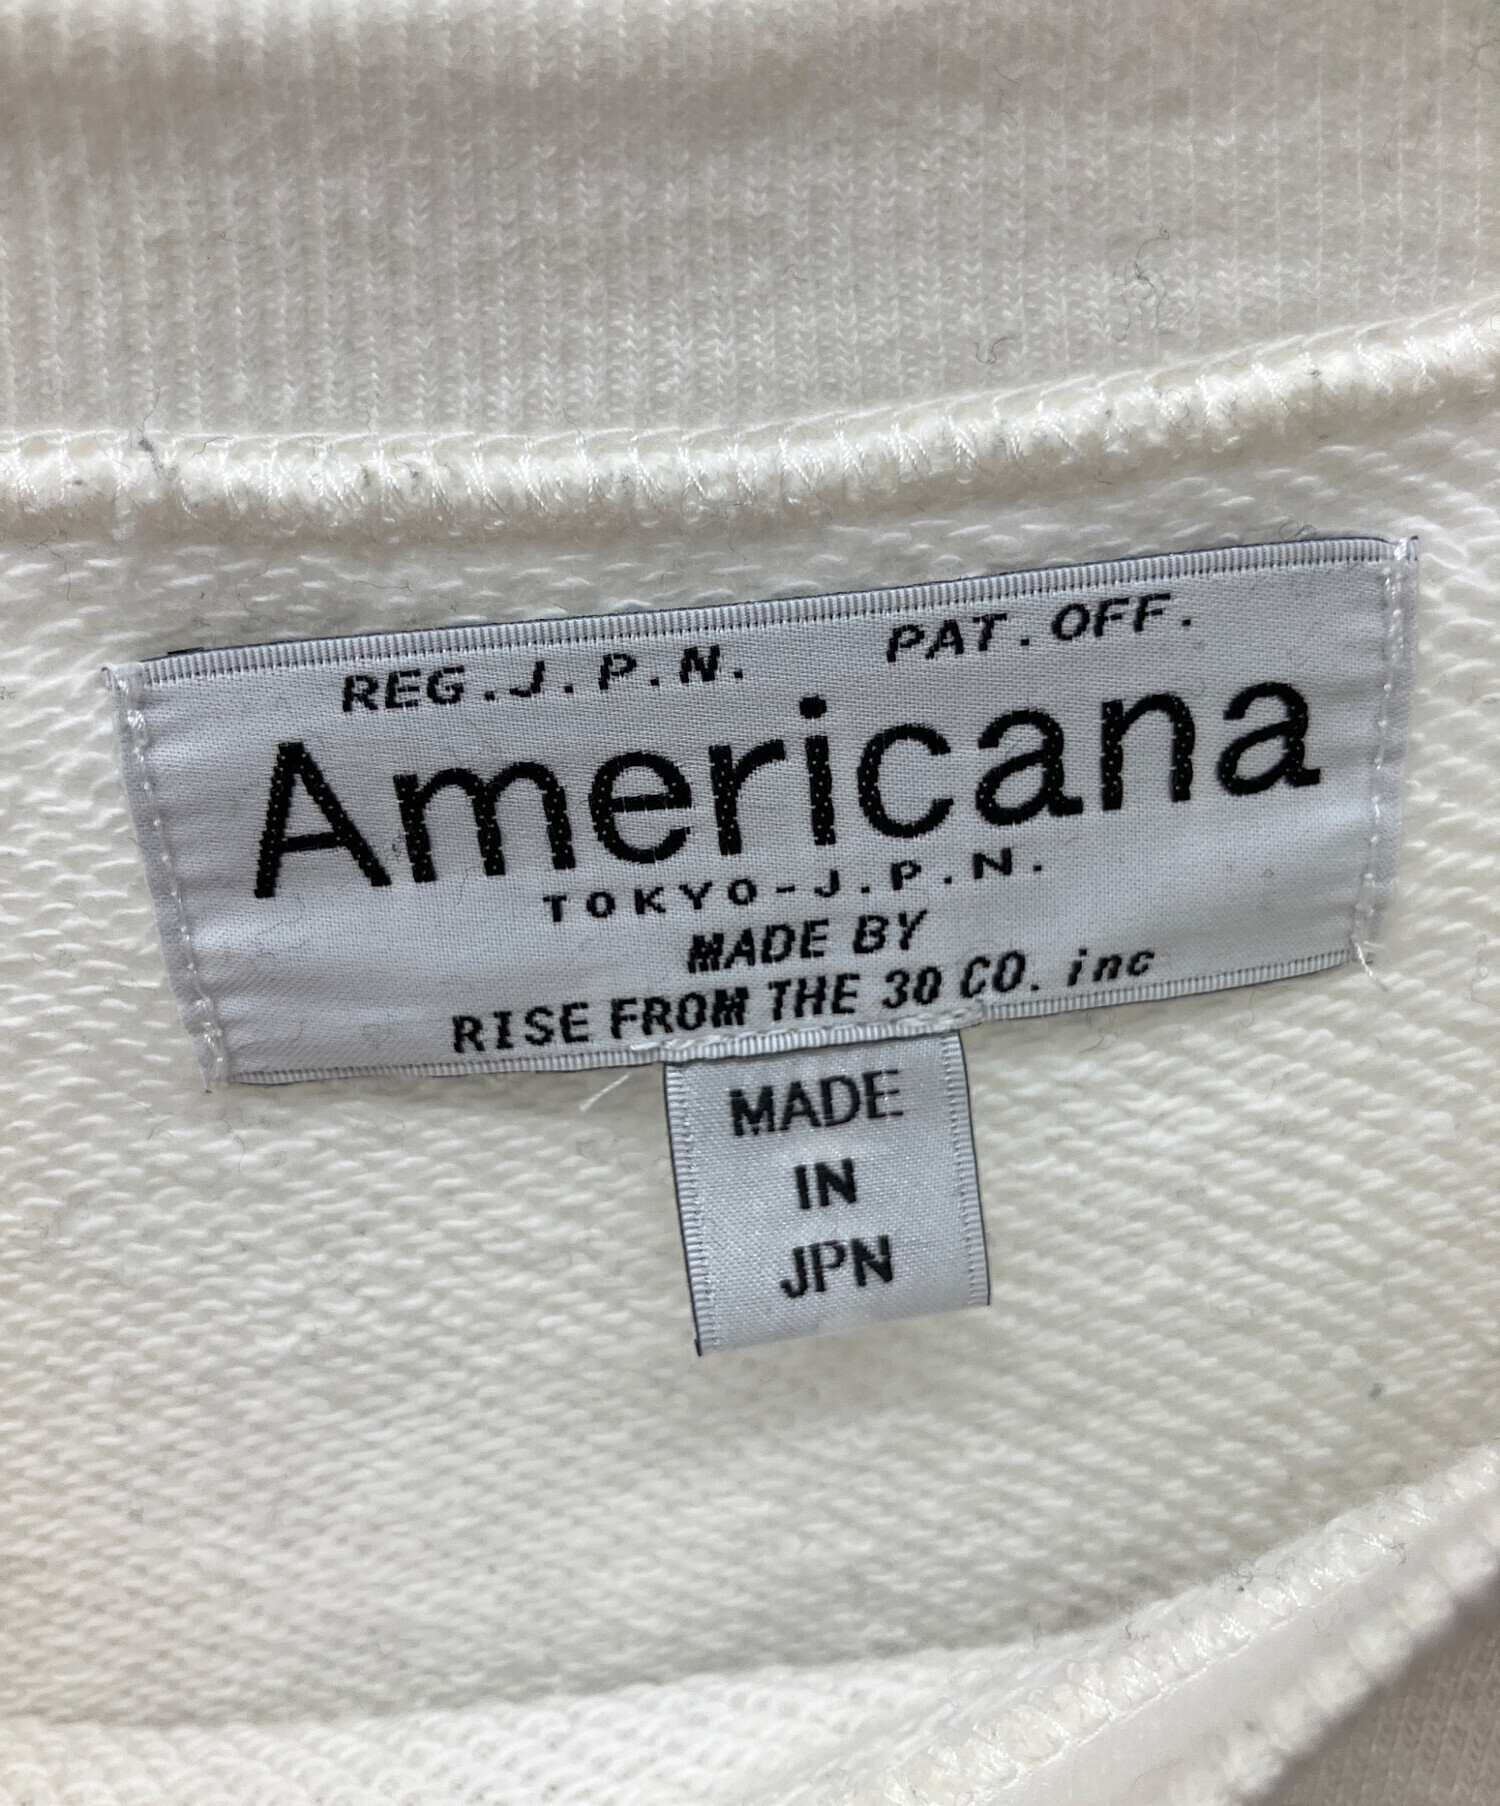 REG.J.P.N. PAT.OFF.
Americana
TOKYO-J.P.N.
MADE BY
RISE FROM THE 30 CO. inc
MADE
IN
JPN